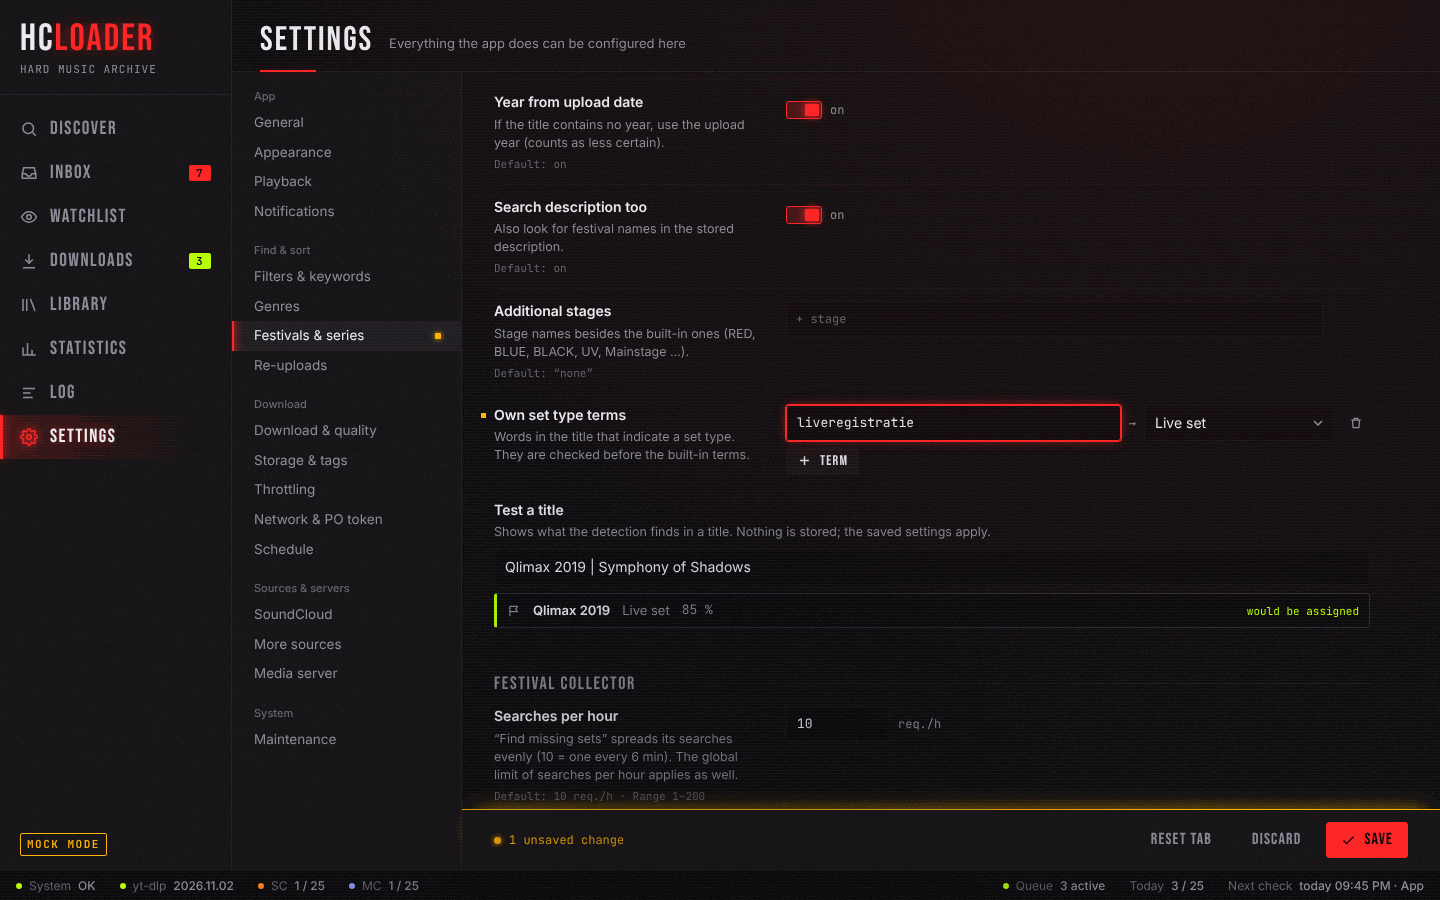 HCLOADER
HARD MUSIC ARCHIVE
DISCOVER
INBOX 7
WATCHLIST
DOWNLOADS 3
LIBRARY
STATISTICS
LOG
SETTINGS
MOCK MODE
SETTINGS Everything the app does can be configured here
App
General
Appearance
Playback
Notifications
Find & sort
Filters & keywords
Genres
Festivals & series
Re-uploads
Download
Download & quality
Storage & tags
Throttling
Network & PO token
Schedule
Sources & servers
SoundCloud
More sources
Media server
System
Maintenance
Year from upload date
on
If the title contains no year, use the upload
year (counts as less certain).
Default: on
Search description too
on
Also look for festival names in the stored
description.
Default: on
Additional stages
+ stage
Stage names besides the built-in ones (RED,
BLUE, BLACK, UV, Mainstage ...).
Default: “none”
Own set type terms
liveregistratie → Live set
Words in the title that indicate a set type.
They are checked before the built-in terms.
+ TERM
Test a title
Shows what the detection finds in a title. Nothing is stored; the saved settings apply.
Qlimax 2019 | Symphony of Shadows
Qlimax 2019 Live set 85 % would be assigned
FESTIVAL COLLECTOR
Searches per hour
10 req./h
“Find missing sets” spreads its searches
evenly (10 = one every 6 min). The global
limit of searches per hour applies as well.
Default: 10 req./h · Range 1–200
1 unsaved change
RESET TAB DISCARD SAVE
System OK yt-dlp 2026.11.02 SC 1 / 25 MC 1 / 25 Queue 3 active Today 3 / 25 Next check today 09:45 PM · App